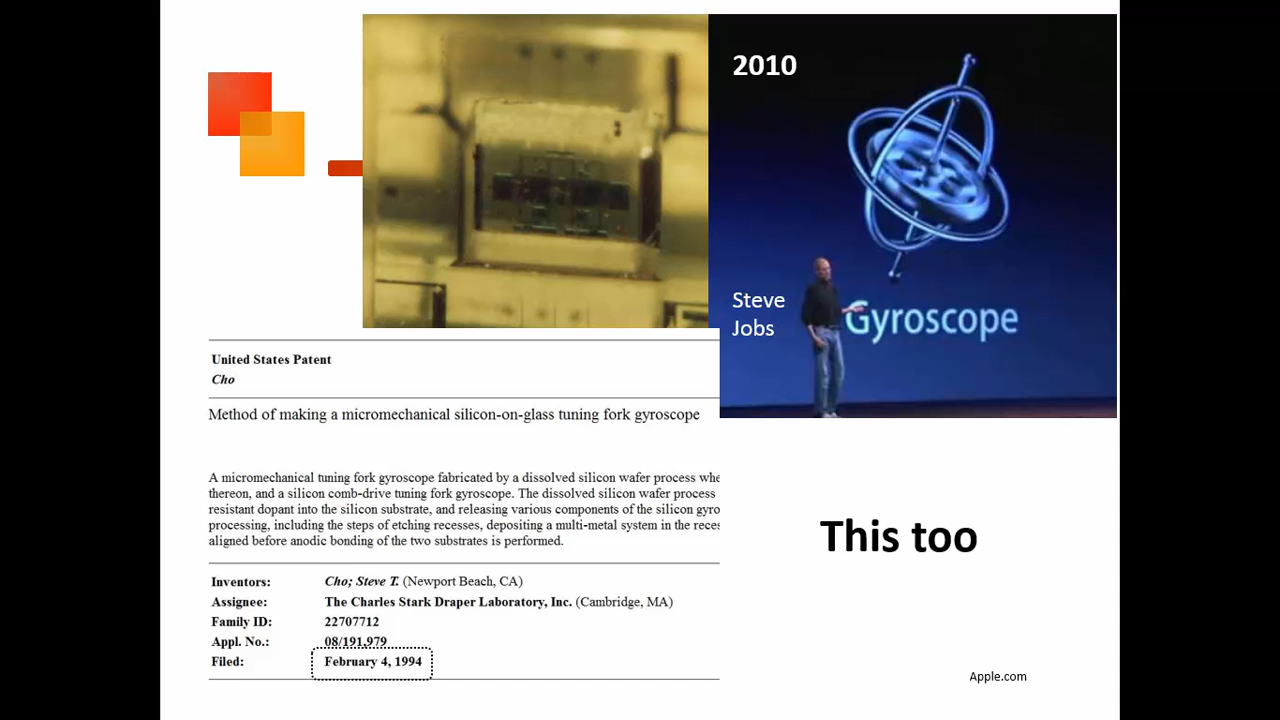 2010
Steve
Jobs
Gyroscope
United States Patent
Cho
Method of making a micromechanical silicon-on-glass tuning fork gyroscope
A micromechanical tuning fork gyroscope fabricated by a dissolved silicon wafer process whe
thereon, and a silicon comb-drive tuning fork gyroscope. The dissolved silicon wafer process
resistant dopant into the silicon substrate, and releasing various components of the silicon gyro
processing, including the steps of etching recesses, depositing a multi-metal system in the reces
aligned before anodic bonding of the two substrates is performed.
Inventors: Cho; Steve T. (Newport Beach, CA)
Assignee: The Charles Stark Draper Laboratory, Inc. (Cambridge, MA)
Family ID: 22707712
Appl. No.: 08/191,979
Filed: February 4, 1994
This too
Apple.com